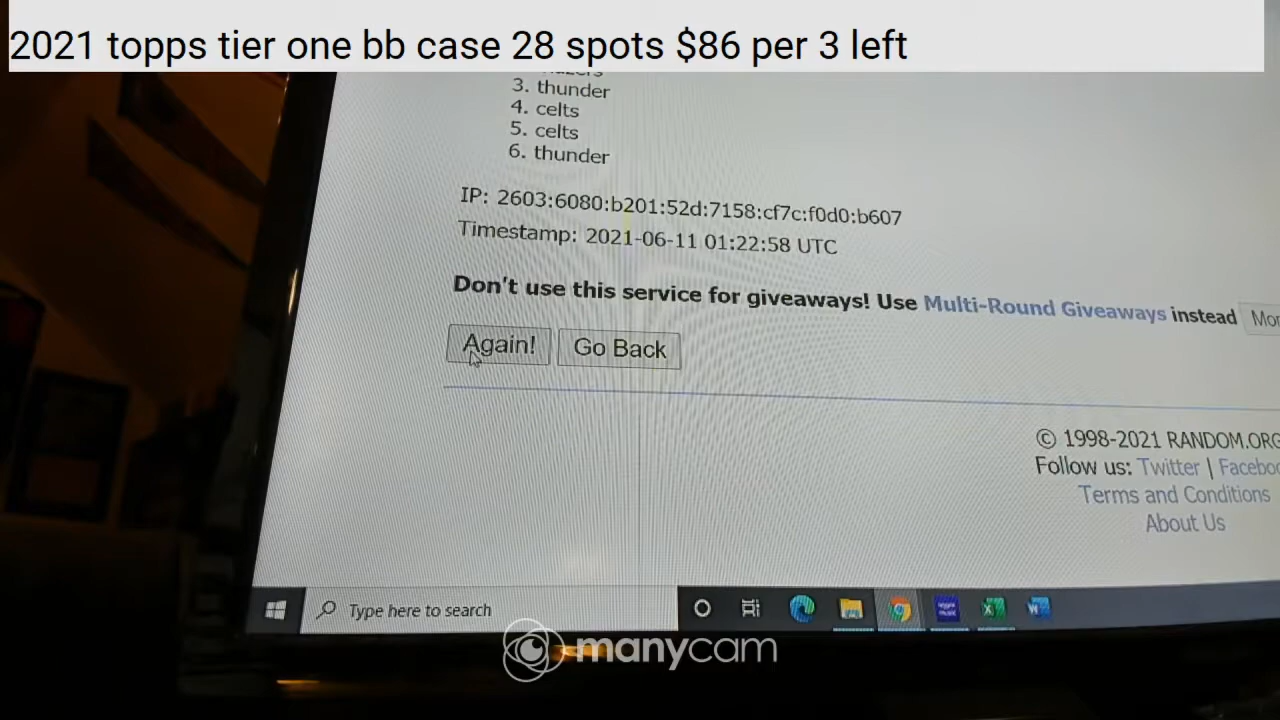 2021 topps tier one bb case 28 spots $86 per 3 left
3. thunder
4. celts
5. celts
6. thunder
IP: 2603:6080:b201:52d:7158:cf7c:f0d0:b607
Timestamp: 2021-06-11 01:22:58 UTC
Don't use this service for giveaways! Use Multi-Round Giveaways instead
Again! Go Back
© 1998-2021 RANDOM.ORG
Follow us: Twitter |
Terms and Conditions
About Us
Type here to search
manycam